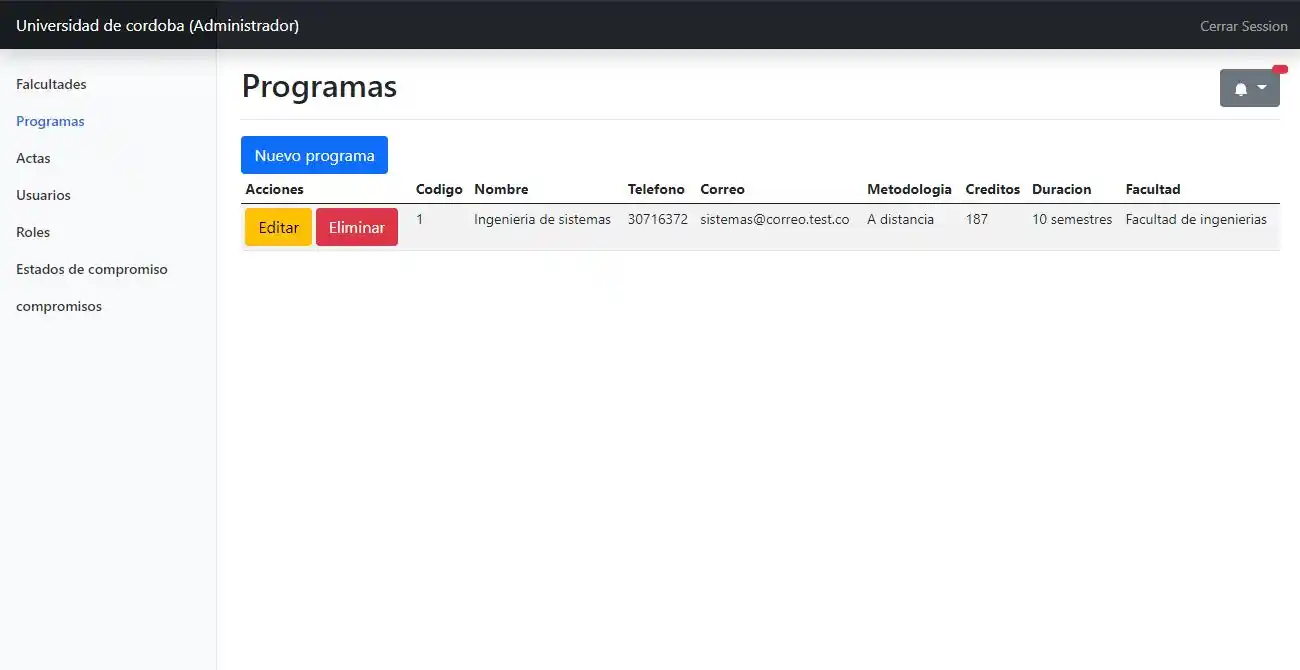 Universidad de cordoba (Administrador)
Cerrar Session
Falcultades
Programas
Actas
Usuarios
Roles
Estados de compromiso
compromisos
Programas
Nuevo programa
Acciones Codigo Nombre Telefono Correo Metodologia Creditos Duracion Facultad
Editar Eliminar 1 Ingenieria de sistemas 30716372 sistemas@correo.test.co A distancia 187 10 semestres Facultad de ingenierias